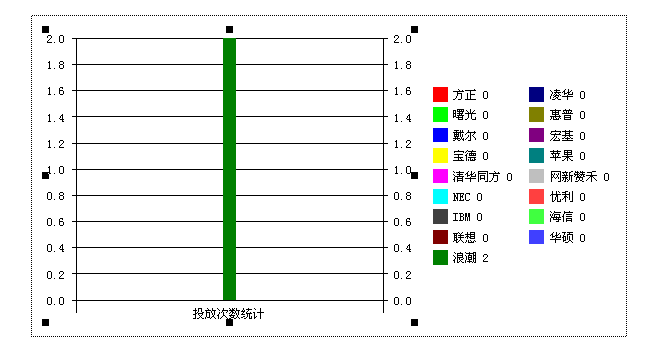 2.0 2.0
1.8 1.8
1.6 1.6
1.4 1.4
1.2 1.2
1.0 1.0
0.8 0.8
0.6 0.6
0.4 0.4
0.2 0.2
0.0 0.0
投放次数统计
方正 0 凌华 0
曙光 0 惠普 0
戴尔 0 宏基 0
宝德 0 苹果 0
清华同方 0 网新赞禾 0
NEC 0 优利 0
IBM 0 海信 0
联想 0 华硕 0
浪潮 2